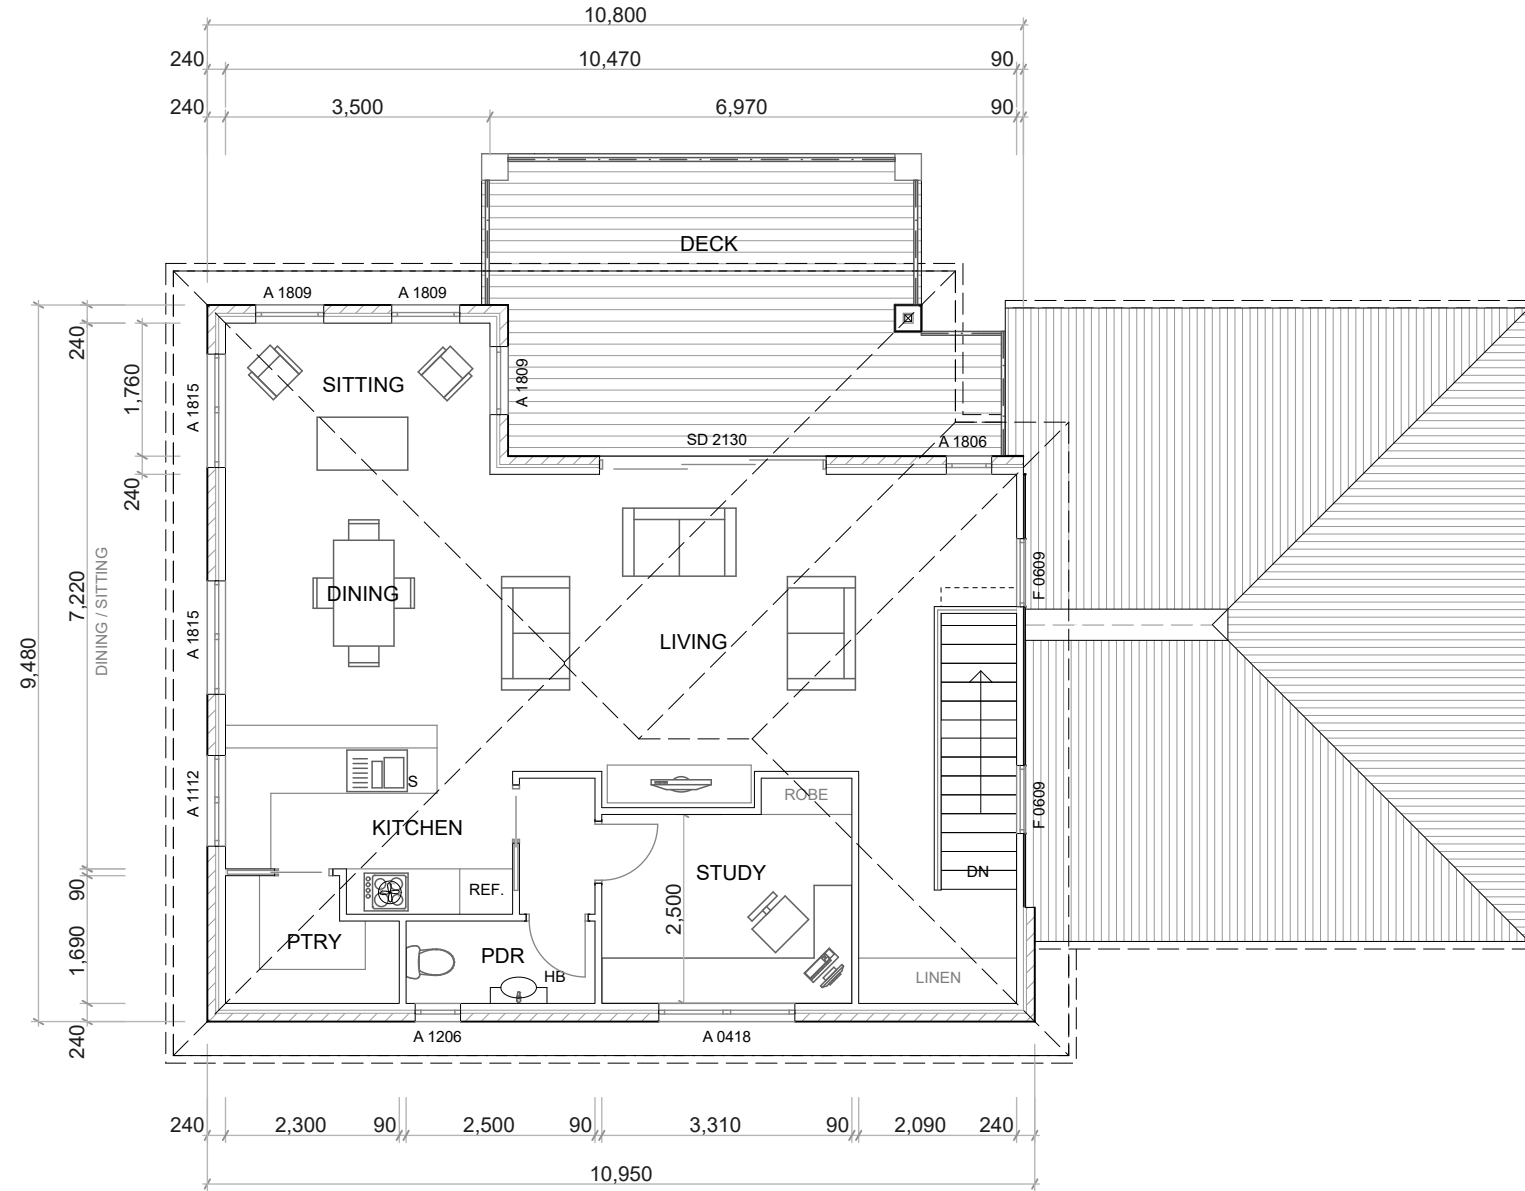 10,800
240 10,470 90
240 3,500 6,970 90
DECK
A 1809 A 1809
240
1,760
A 1815
SITTING
A 1809
SD 2130
A 1806
240
9,480
7,220
DINING / SITTING
DINING
A 1815
LIVING
F 0609
A 1112
S
KITCHEN
ROBE
F 0609
STUDY
DN
90
REF.
2,500
1,690
PTRY
PDR
HB
LINEN
240
A 1206
A 0418
240 2,300 90 2,500 90 3,310 90 2,090 240
10,950